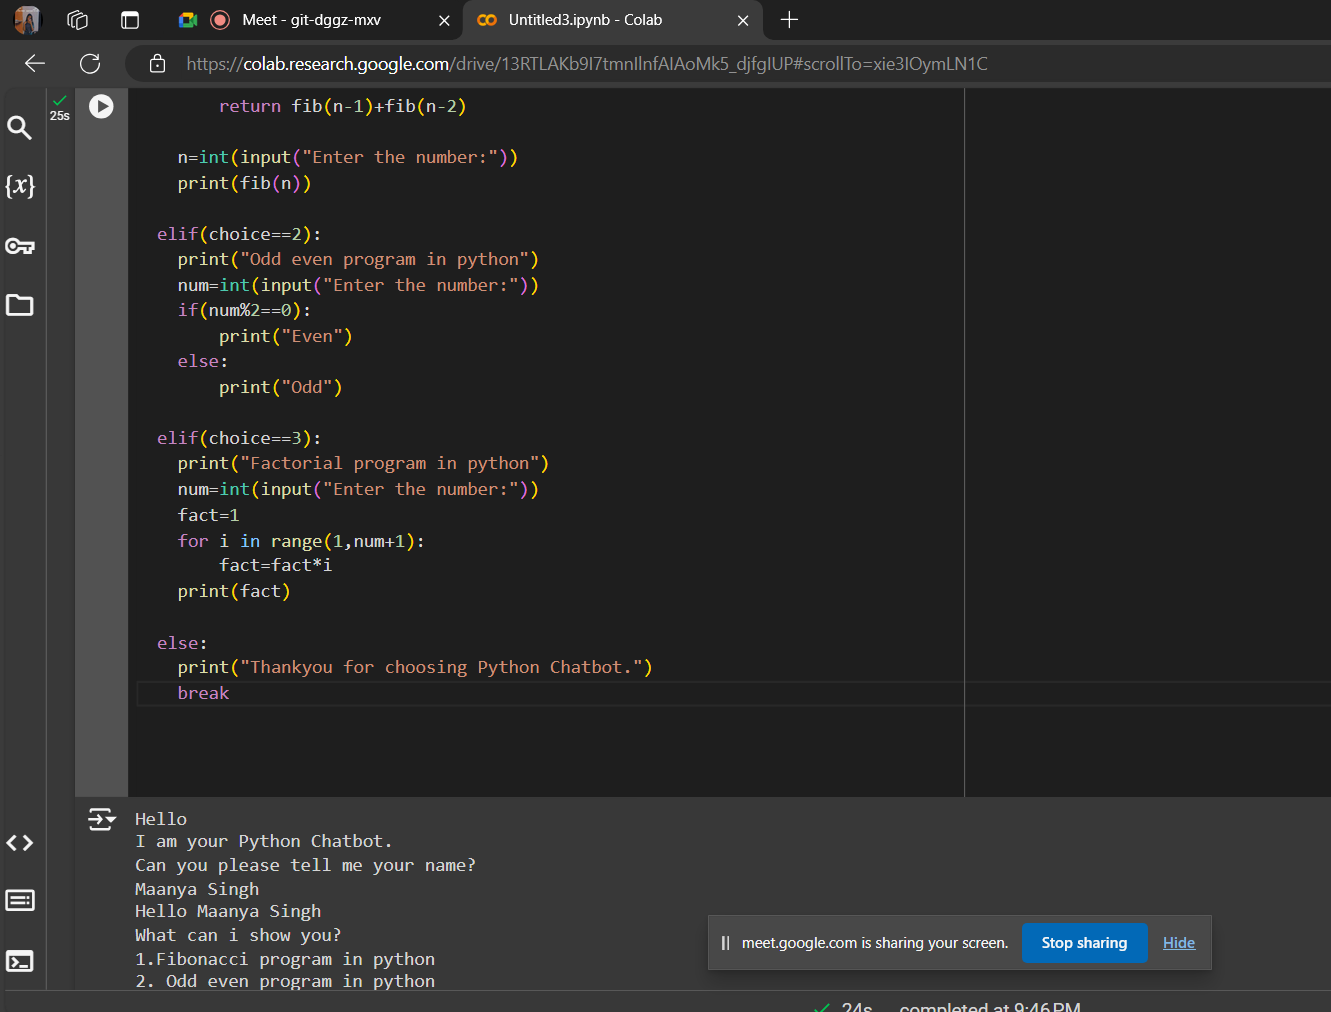 Meet - git-dggz-mxv
Untitled3.ipynb - Colab
https://colab.research.google.com/drive/13RTLAKb9I7tmnIlnfAIAoMk5_djfgIUP#scrollTo=xie3IOymLN1C
25s
return fib(n-1)+fib(n-2)
n=int(input("Enter the number:"))
print(fib(n))
elif(choice==2):
print("Odd even program in python")
num=int(input("Enter the number:"))
if(num%2==0):
print("Even")
else:
print("Odd")
elif(choice==3):
print("Factorial program in python")
num=int(input("Enter the number:"))
fact=1
for i in range(1,num+1):
fact=fact*i
print(fact)
else:
print("Thankyou for choosing Python Chatbot.")
break
Hello
I am your Python Chatbot.
Can you please tell me your name?
Maanya Singh
Hello Maanya Singh
What can i show you?
1.Fibonacci program in python
2. Odd even program in python
meet.google.com is sharing your screen.
Stop sharing
Hide
24s completed at 9:46 PM